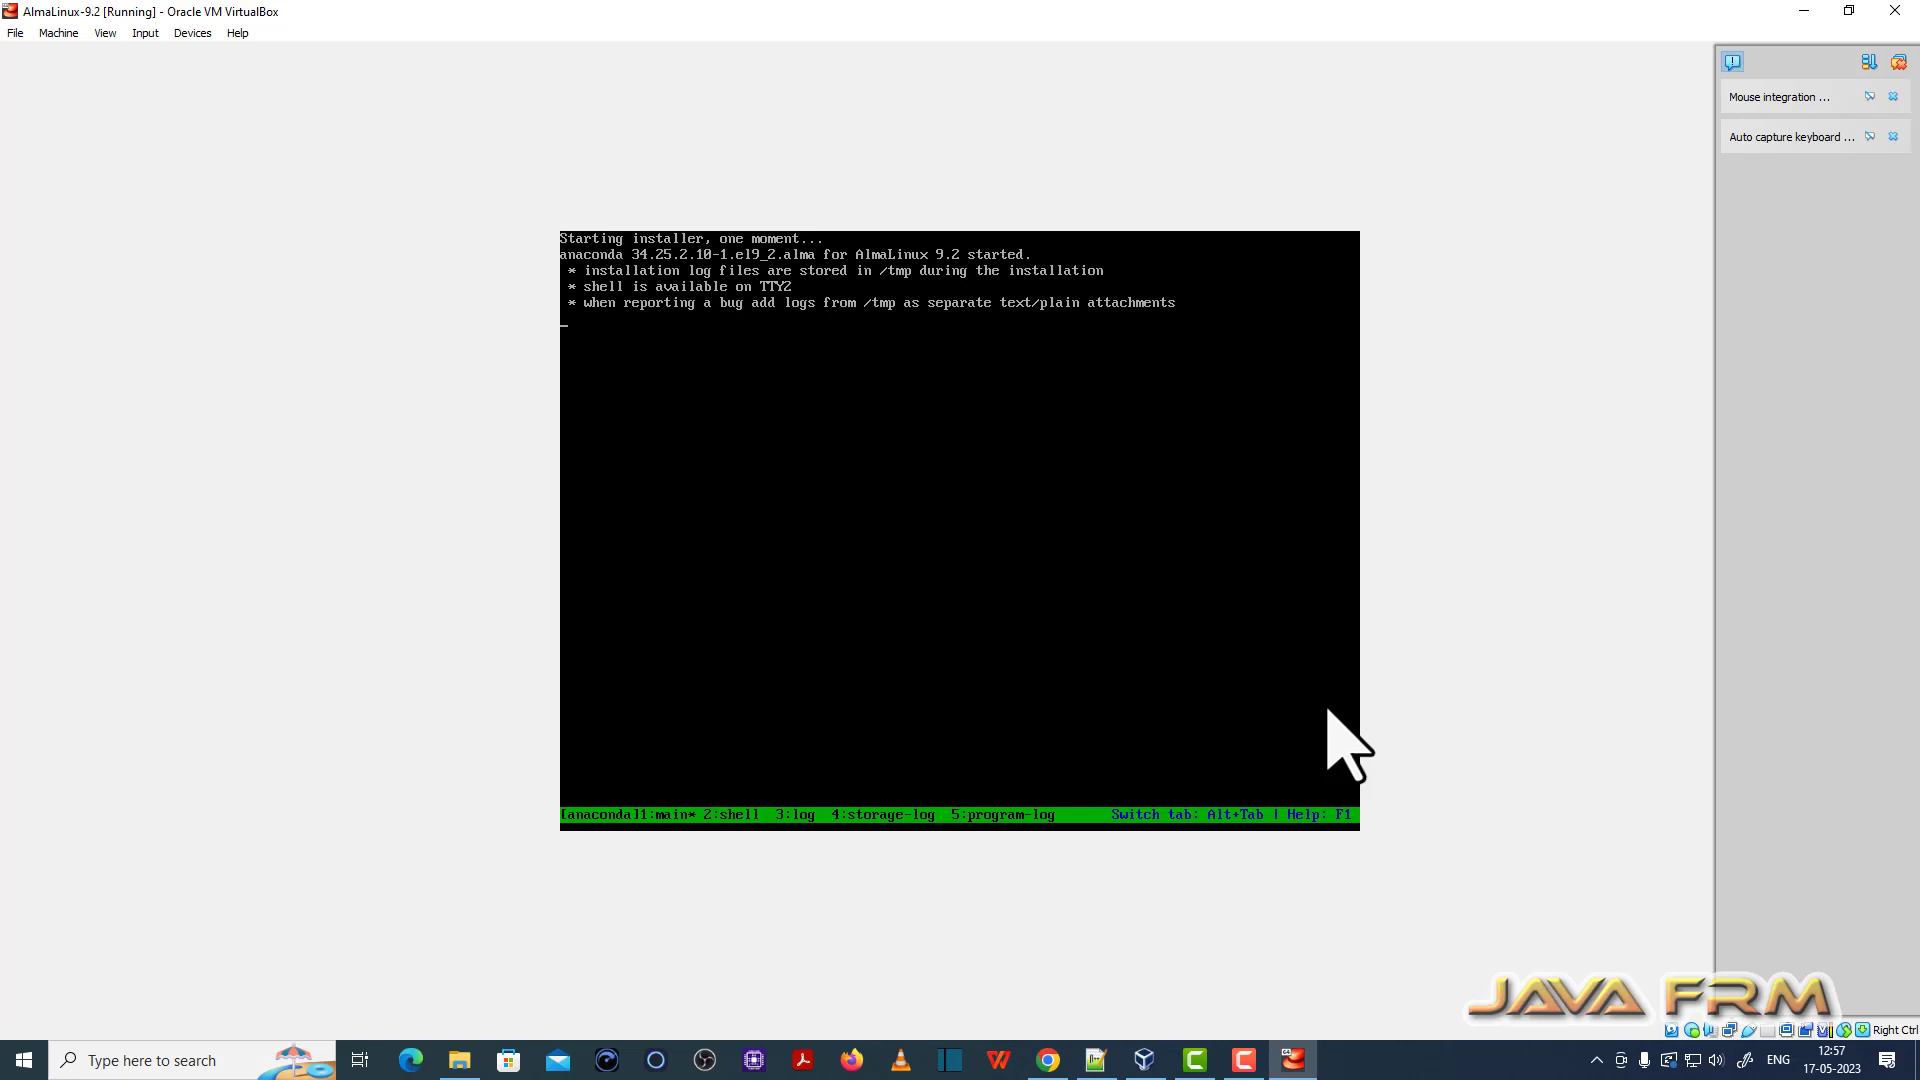 AlmaLinux-9.2 [Running] - Oracle VM VirtualBox
File Machine View Input Devices Help
Mouse integration ...
Auto capture keyboard ...
Starting installer, one moment...
anaconda 34.25.2.10-1.el9_2.alma for AlmaLinux 9.2 started.
* installation log files are stored in /tmp during the installation
* shell is available on TTY2
* when reporting a bug add logs from /tmp as separate text/plain attachments
[anaconda]1:main* 2:shell 3:log 4:storage-log 5:program-log Switch tab: Alt+Tab | Help: F1
JAVA FRM
Right Ctrl
Type here to search
ENG
12:57
17-05-2023